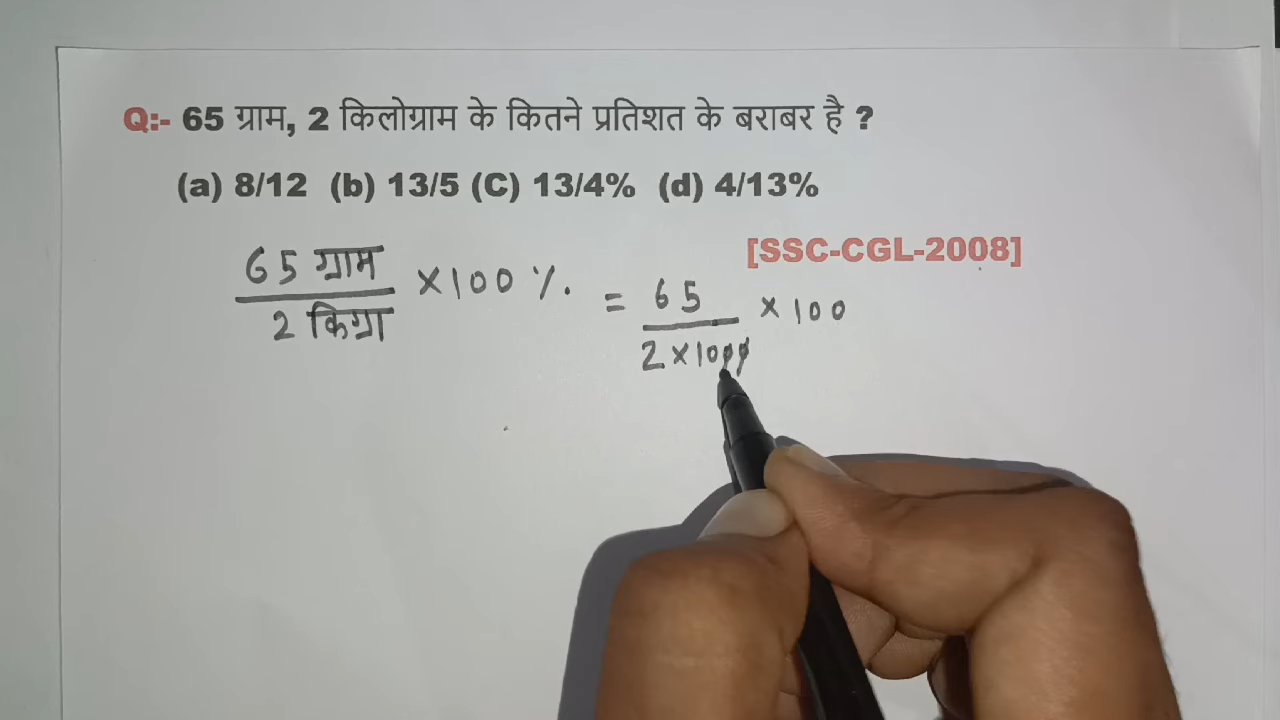 Q:- 65 ग्राम, 2 किलोग्राम के कितने प्रतिशत के बराबर है ?
(a) 8/12 (b) 13/5 (C) 13/4% (d) 4/13%
[SSC-CGL-2008]
65 ग्राम
2 किग्रा
×100 %.
= 65
2×1000
×100